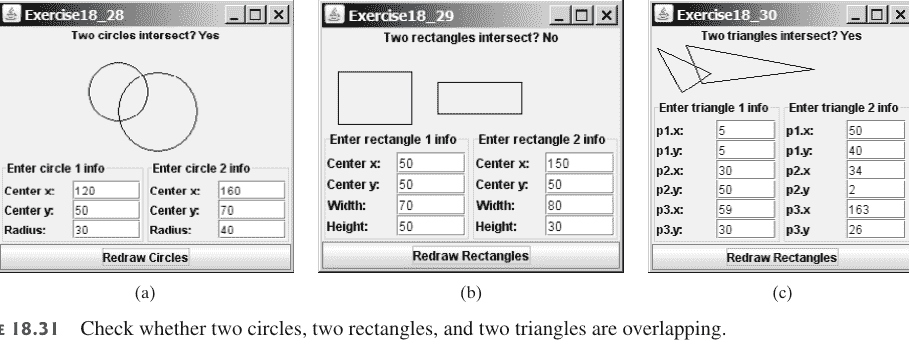 Exercise18_28
Two circles intersect? Yes
Enter circle 1 info
Center x: 120
Center y: 50
Radius: 30
Enter circle 2 info
Center x: 160
Center y: 70
Radius: 40
Redraw Circles
(a)
Exercise18_29
Two rectangles intersect? No
Enter rectangle 1 info
Center x: 50
Center y: 50
Width: 70
Height: 50
Enter rectangle 2 info
Center x: 150
Center y: 50
Width: 80
Height: 30
Redraw Rectangles
(b)
Exercise18_30
Two triangles intersect? Yes
Enter triangle 1 info
p1.x: 5
p1.y: 5
p2.x: 30
p2.y: 50
p3.x: 59
p3.y: 30
Enter triangle 2 info
p1.x: 50
p1.y: 40
p2.x 34
p2.y 2
p3.x 163
p3.y 26
Redraw Rectangles
(c)
E 18.31 Check whether two circles, two rectangles, and two triangles are overlapping.